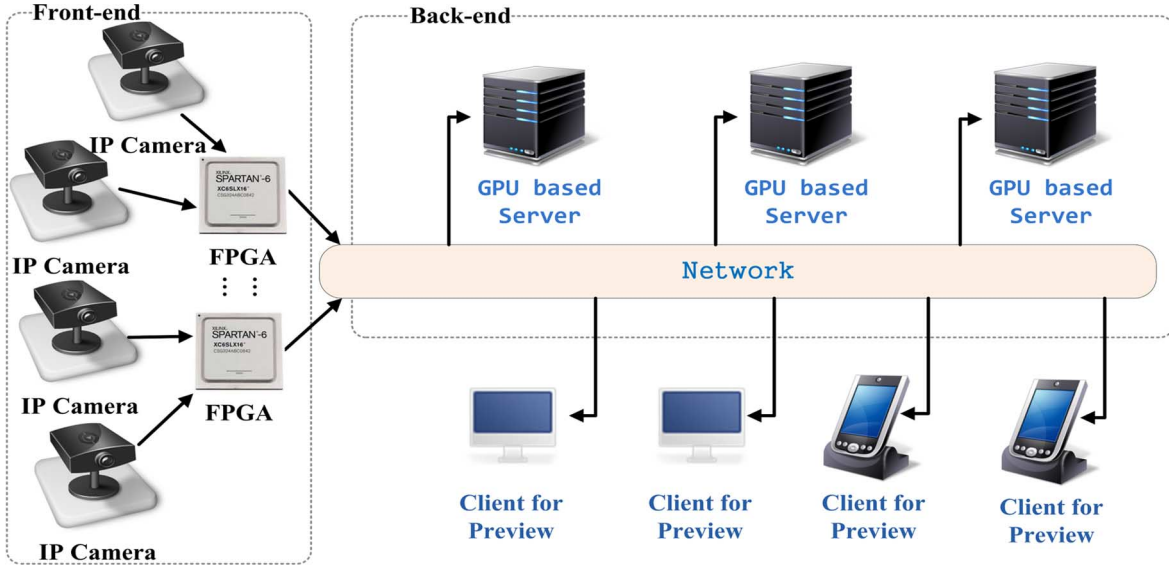 Front-end
Back-end
IP Camera
XILINX
SPARTAN-6
XC6SLX16
FPGA
IP Camera
XILINX
SPARTAN-6
XC6SLX16
FPGA
IP Camera
IP Camera
GPU based
Server
GPU based
Server
GPU based
Server
Network
Client for
Preview
Client for
Preview
Client for
Preview
Client for
Preview